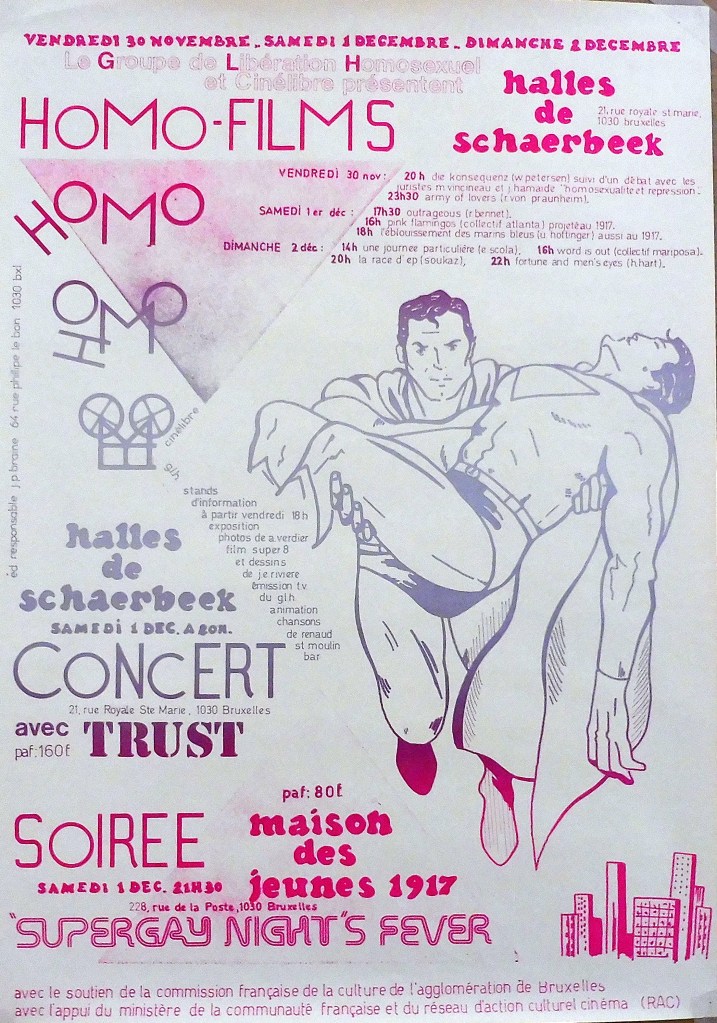 VENDREDI 30 NOVEMBRE_ SAMEDI 1 DECEMBRE_ DIMANCHE 2 DECEMBRE
Le Groupe de Libération Homosexuel
et Cinélibre présentent
halles
de
schaerbeek
21, rue royale st.marie,
1030 bruxelles
HOMO-FILMS
HOMO
HOMO
VENDREDI 30 nov: 20h die konsequenz (w.petersen) suivi d'un débat avec les
juristes m.vincineau et j.hamaide "homosexualite et repression".
23h30 army of lovers (r.von praunheim).
SAMEDI 1er déc: 17h30 outrageous (r.bennet).
16h pink flamingos (collectif atlanta) projeté au 1917.
18h l'éblouissement des marins bleus (u.hottinger) aussi au 1917.
DIMANCHE 2 déc: 14h une journee particulière (e.scola), 16h word is out (collectif mariposa).
20h la race d'ep (soukaz), 22h fortune and men's eyes (h.hart).
éd responsable j.p braine 64 rue philipe le bon 1030 bxl
cinélibre
glh
stands
d'information
à partir vendredi 18h
exposition
photos de a.verdier
film super 8
et dessins
de j.e.riviere
émission t.v.
du g.l.h.
animation
chansons
de renaud
st moulin
bar
halles
de
schaerbeek
SAMEDI 1 DEC. A 20H.
CONCERT
21, rue Royale Ste Marie, 1030 Bruxelles
avec TRUST
paf: 160f.
paf: 80f.
SOIREE
SAMEDI 1 DEC. 21H30
maison
des
jeunes 1917
228, rue de la Poste, 1030 Bruxelles
"SUPERGAY NIGHT"S FEVER
avec le soutien de la commission française de la culture de l'agglomération de Bruxelles
avec l'appui du ministère de la communauté française et du réseau d'action culturel cinéma (RAC)